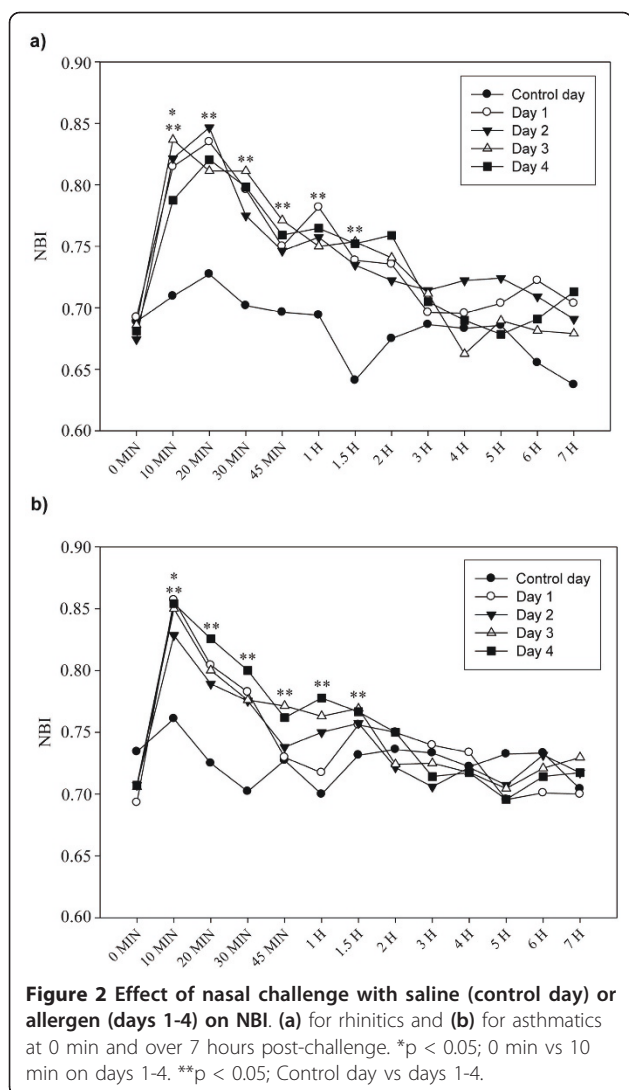 a)
0.90
0.85
0.80
0.75
0.70
0.65
0.60
NBI
* 
**
**
**
**
**
**
Control day
Day 1
Day 2
Day 3
Day 4
0 MIN
10 MIN
20 MIN
30 MIN
45 MIN
1 H
1.5 H
2 H
3 H
4 H
5 H
6 H
7 H
b)
0.90
0.85
0.80
0.75
0.70
0.65
0.60
NBI
*
**
**
**
**
**
**
Control day
Day 1
Day 2
Day 3
Day 4
0 MIN
10 MIN
20 MIN
30 MIN
45 MIN
1 H
1.5 H
2 H
3 H
4 H
5 H
6 H
7 H
Figure 2 Effect of nasal challenge with saline (control day) or
allergen (days 1-4) on NBI. (a) for rhinitics and (b) for asthmatics
at 0 min and over 7 hours post-challenge. *p < 0.05; 0 min vs 10
min on days 1-4. **p < 0.05; Control day vs days 1-4.